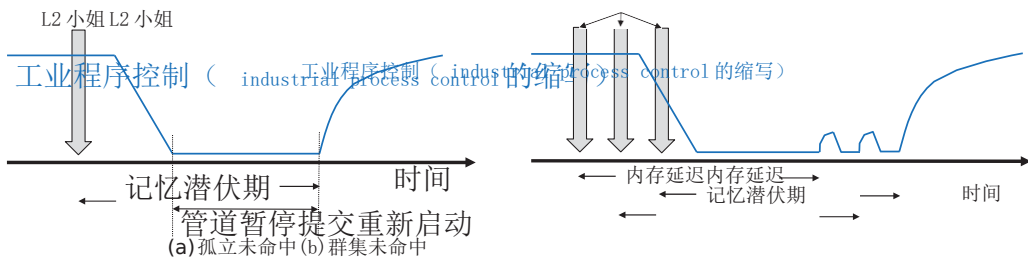 L2 小姐 L2 小姐
工业程序控制（ industrial process control 的缩写）
工业程序控制（ industrial process control 的缩写）
内存延迟内存延迟
记忆潜伏期
记忆潜伏期
时间
时间
管道暂停提交重新启动
(a)孤立未命中(b)群集未命中